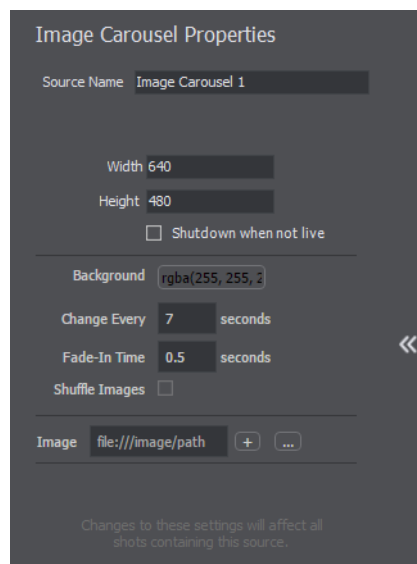 Image Carousel Properties
Source Name Image Carousel 1
Width 640
Height 480
Shutdown when not live
Background rgba(255, 255, 2
Change Every 7 seconds
Fade-In Time 0.5 seconds
Shuffle Images
Image file:///image/path + ...
Changes to these settings will affect all
shots containing this source.